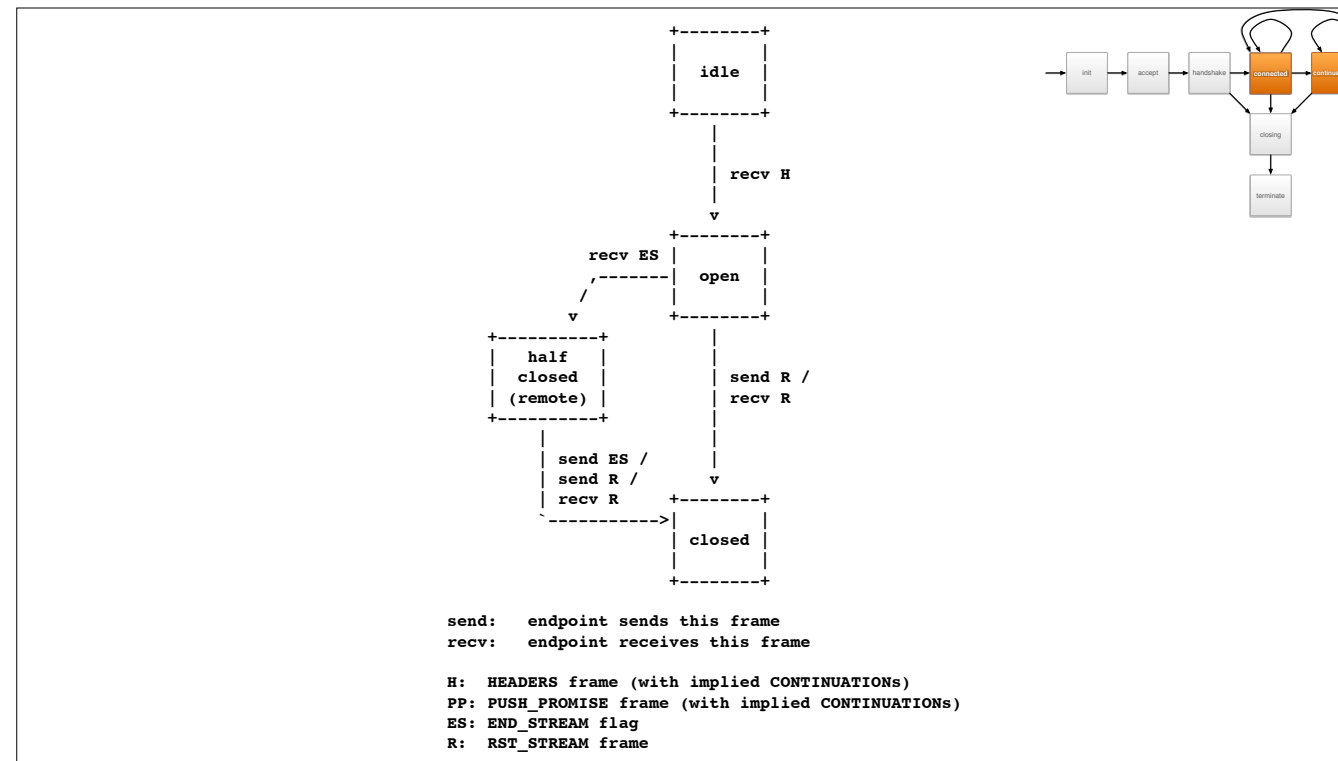 idle
recv H
recv ES
open
half
closed
(remote)
send R /
recv R
send ES /
send R /
recv R
closed
send:   endpoint sends this frame
recv:   endpoint receives this frame
H:  HEADERS frame (with implied CONTINUATIONs)
PP: PUSH_PROMISE frame (with implied CONTINUATIONs)
ES: END_STREAM flag
R:  RST_STREAM frame
init
accept
handshake
connected
closing
terminate